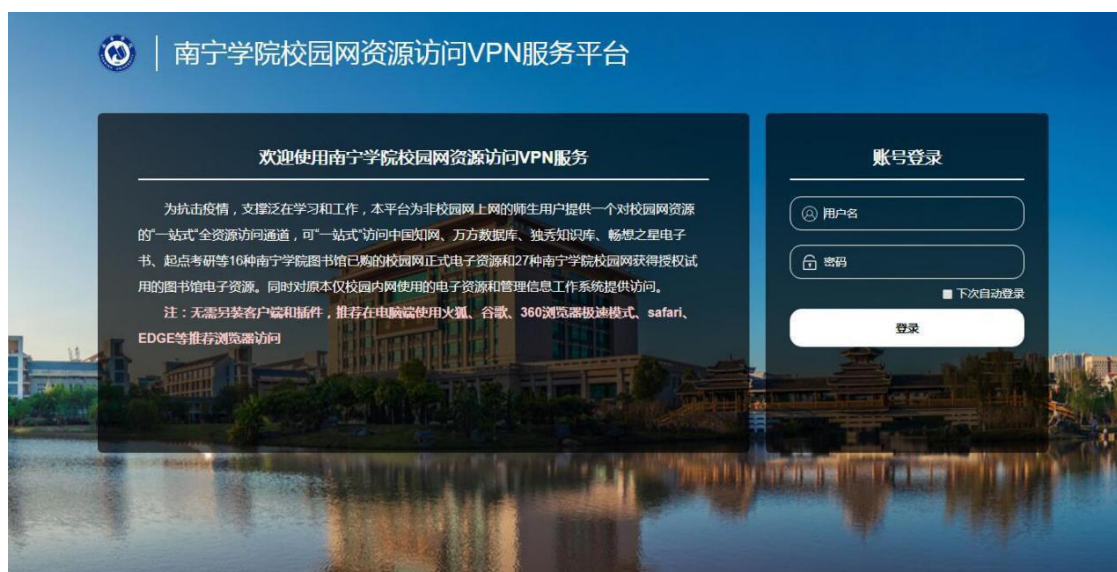 南宁学院校园网资源访问VPN服务平台
欢迎使用南宁学院校园网资源访问VPN服务
为抗击疫情，支撑泛在学习和工作，本平台为非校园网上网的师生用户提供一个对校园网资源
的“一站式”全资源访问通道，可“一站式”访问中国知网、万方数据库、独秀知识库、畅想之星电子
书、起点考研等16种南宁学院图书馆已购的校园网正式电子资源和27种南宁学院校园网获得授权试
用的图书馆电子资源。同时对原本仅校园内网使用的电子资源和管理信息工作系统提供访问。
注：无需另装客户端和插件，推荐在电脑端使用火狐、谷歌、360浏览器极速模式、safari、
EDGE等推荐浏览器访问
账号登录
用户名
密码
下次自动登录
登录